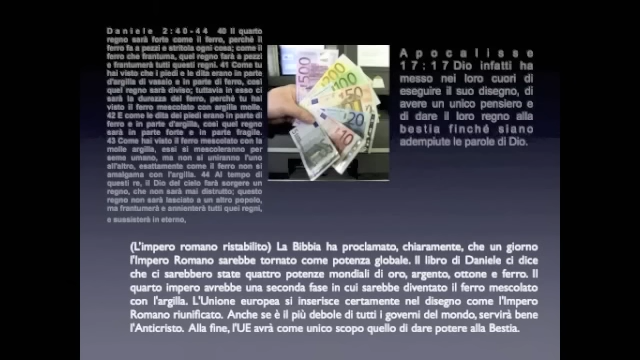 Daniele 2:40-44 40 Il quarto
regno sarà forte come il ferro, perchè il
ferro fa a pezzi e stritola ogni cosa; come il
ferro che frantuma, quel regno farà a pezzi
e frantumerà tutti questi regni. 41 Come tu
hai visto che i piedi e le dita erano in parte
d'argilla di vasaio e in parte di ferro, così
quel regno sarà diviso; tuttavia in esso ci
sarà la durezza del ferro, perchè tu hai
visto il ferro mescolato con argilla molle.
42 E come le dita dei piedi erano in parte di
ferro e in parte d'argilla, così quel regno
sarà in parte forte e in parte fragile.
43 Come hai visto il ferro mescolato con la
molle argilla, essi si mescoleranno per
seme umano, ma non si uniranno l'uno
all'altro, esattamente come il ferro non si
amalgama con l'argilla. 44 Al tempo di
questi re, il Dio del cielo farà sorgere un
regno, che non sarà mai distrutto; questo
regno non sarà lasciato a un altro popolo,
ma frantumerà e annienterà tutti quei regni,
e sussisterà in eterno,
500
200
100
50
20
10
Apocalisse
17:17 Dio infatti ha
messo nei loro cuori di
eseguire il suo disegno, di
avere un unico pensiero e
di dare il loro regno alla
bestia finchè siano
adempiute le parole di Dio.
(L'impero romano ristabilito) La Bibbia ha proclamato, chiaramente, che un giorno
l'Impero Romano sarebbe tornato come potenza globale. Il libro di Daniele ci dice
che ci sarebbero state quattro potenze mondiali di oro, argento, ottone e ferro. Il
quarto impero avrebbe una seconda fase in cui sarebbe diventato il ferro mescolato
con l'argilla. L'Unione europea si inserisce certamente nel disegno come l'Impero
Romano riunificato. Anche se è il più debole di tutti i governi del mondo, servirà bene
l'Anticristo. Alla fine, l'UE avrà come unico scopo quello di dare potere alla Bestia.